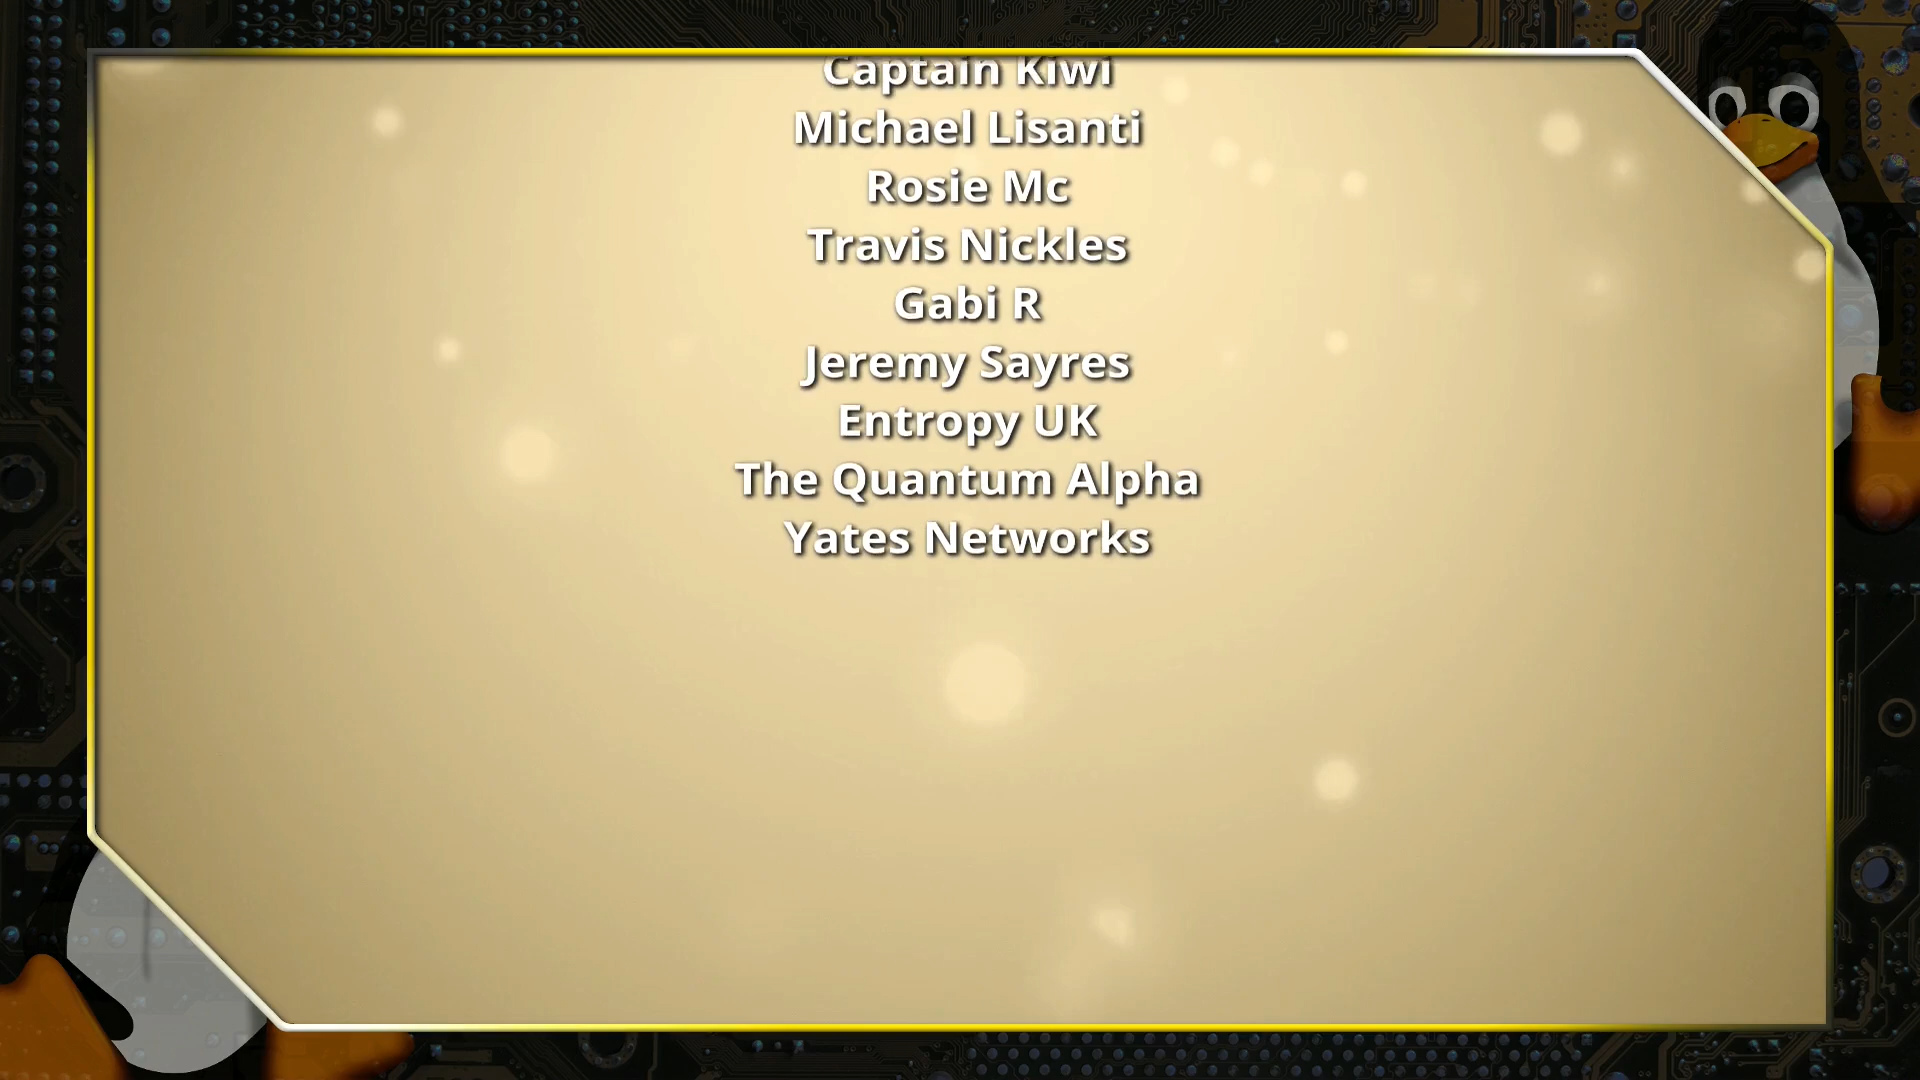 Captain Kiwi
Michael Lisanti
Rosie Mc
Travis Nickles
Gabi R
Jeremy Sayres
Entropy UK
The Quantum Alpha
Yates Networks